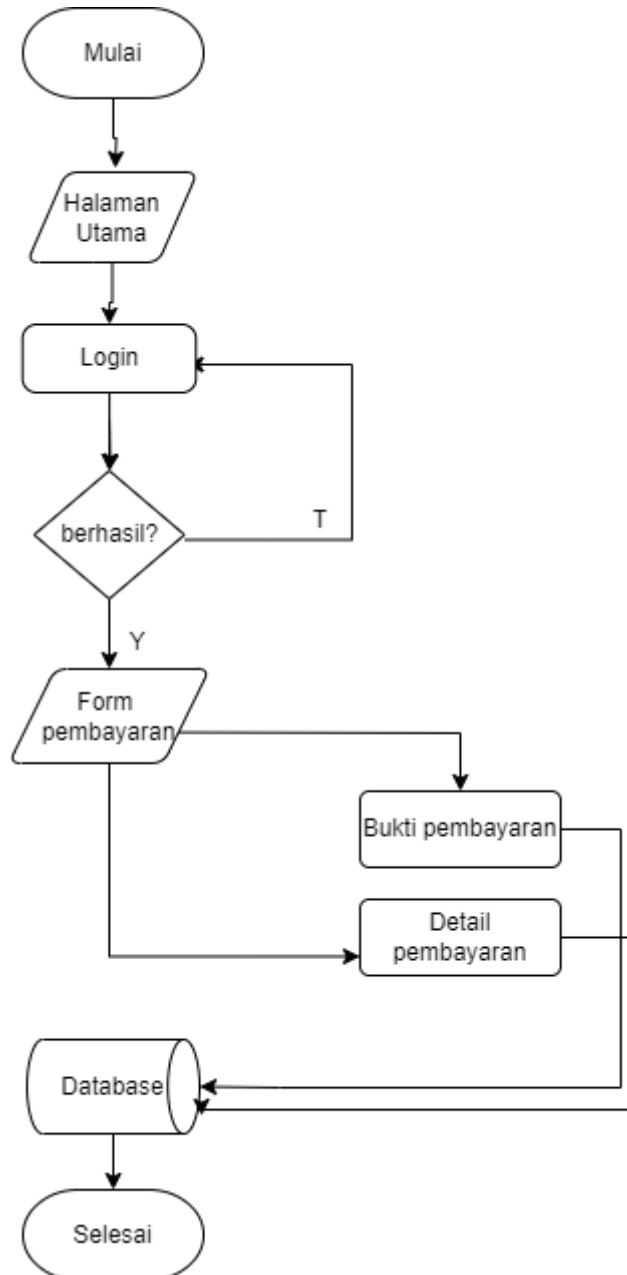 Mulai
Halaman
Utama
Login
berhasil?
T
Y
Form
pembayaran
Bukti pembayaran
Detail
pembayaran
Database
Selesai